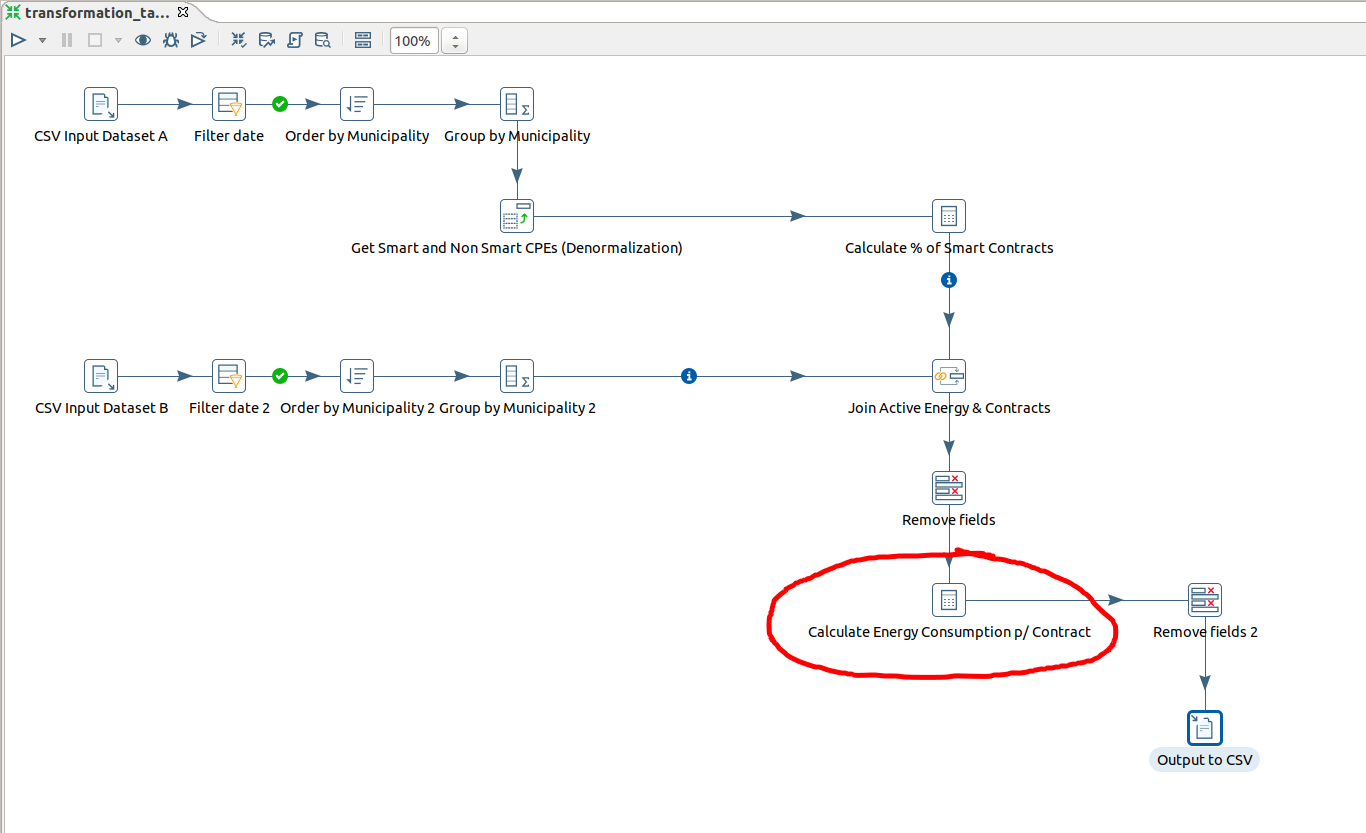 transformation_ta...
100%
CSV Input Dataset A
Filter date
Order by Municipality
Group by Municipality
Get Smart and Non Smart CPEs (Denormalization)
Calculate % of Smart Contracts
CSV Input Dataset B
Filter date 2
Order by Municipality 2
Group by Municipality 2
Join Active Energy & Contracts
Remove fields
Calculate Energy Consumption p/ Contract
Remove fields 2
Output to CSV